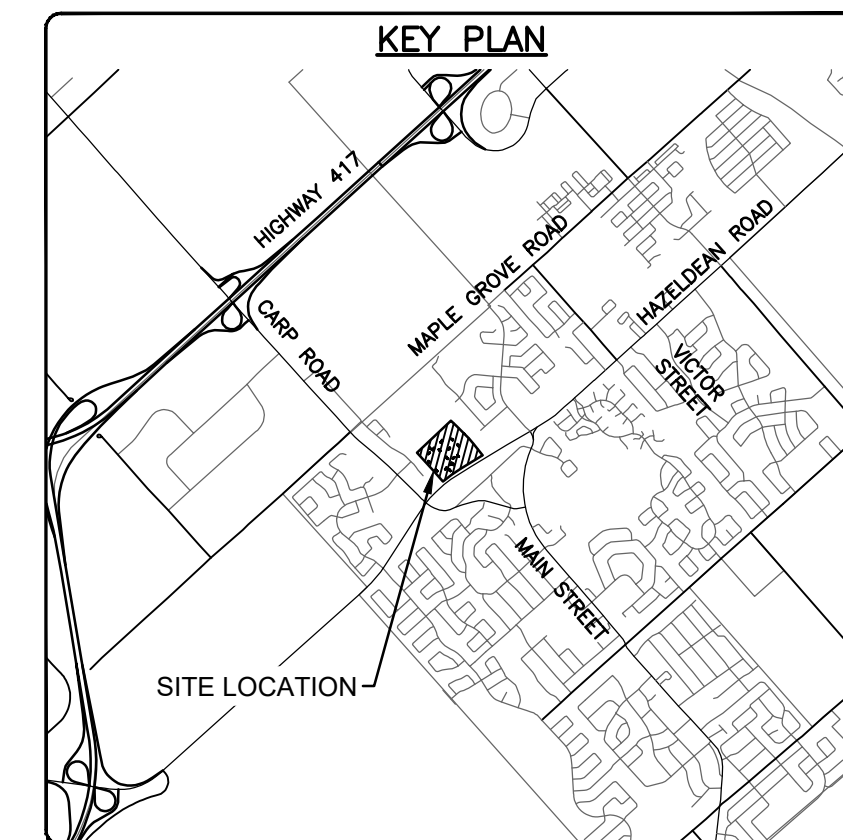 KEY PLAN
HIGHWAY 417
MAPLE GROVE ROAD
HAZELDEAN ROAD
CARP ROAD
VICTOR
STREET
MAIN STREET
SITE LOCATION